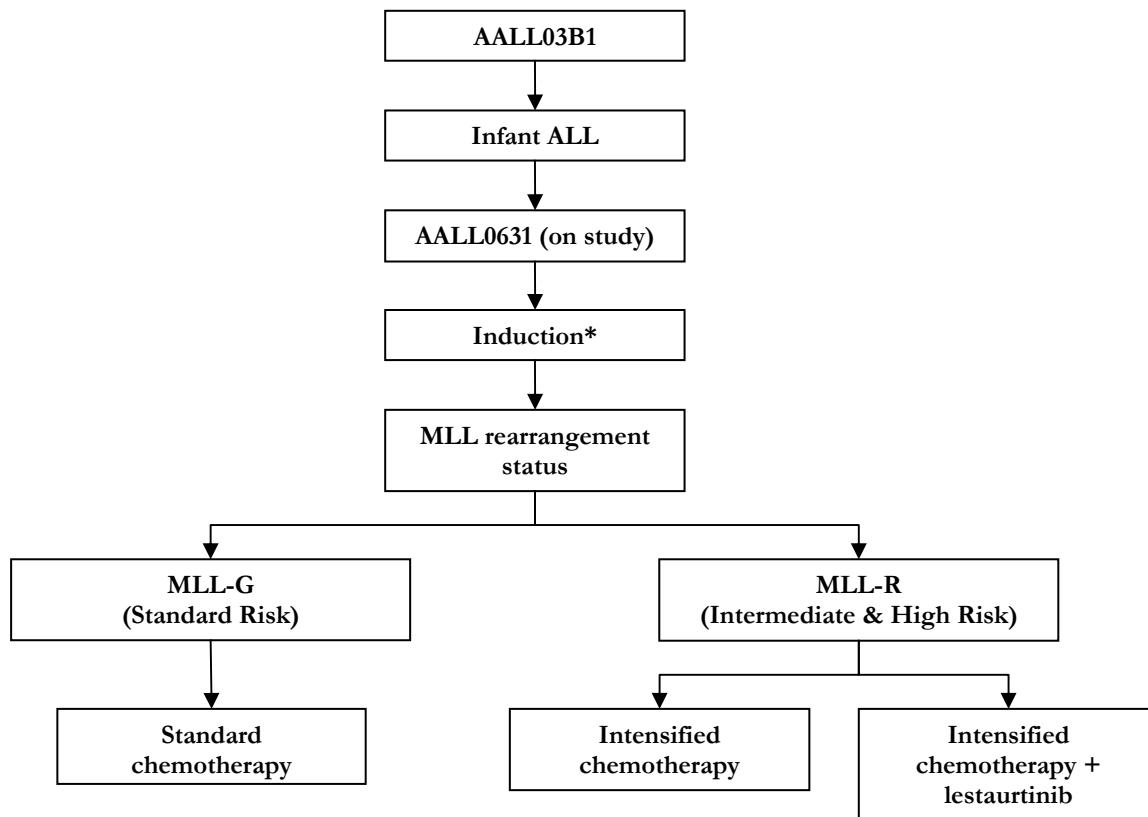 AALL03B1
Infant ALL
AALL0631 (on study)
Induction*
MLL rearrangement
status
MLL-G
(Standard Risk)
MLL-R
(Intermediate & High Risk)
Standard
chemotherapy
Intensified
chemotherapy
Intensified
chemotherapy +
lestaurtinib